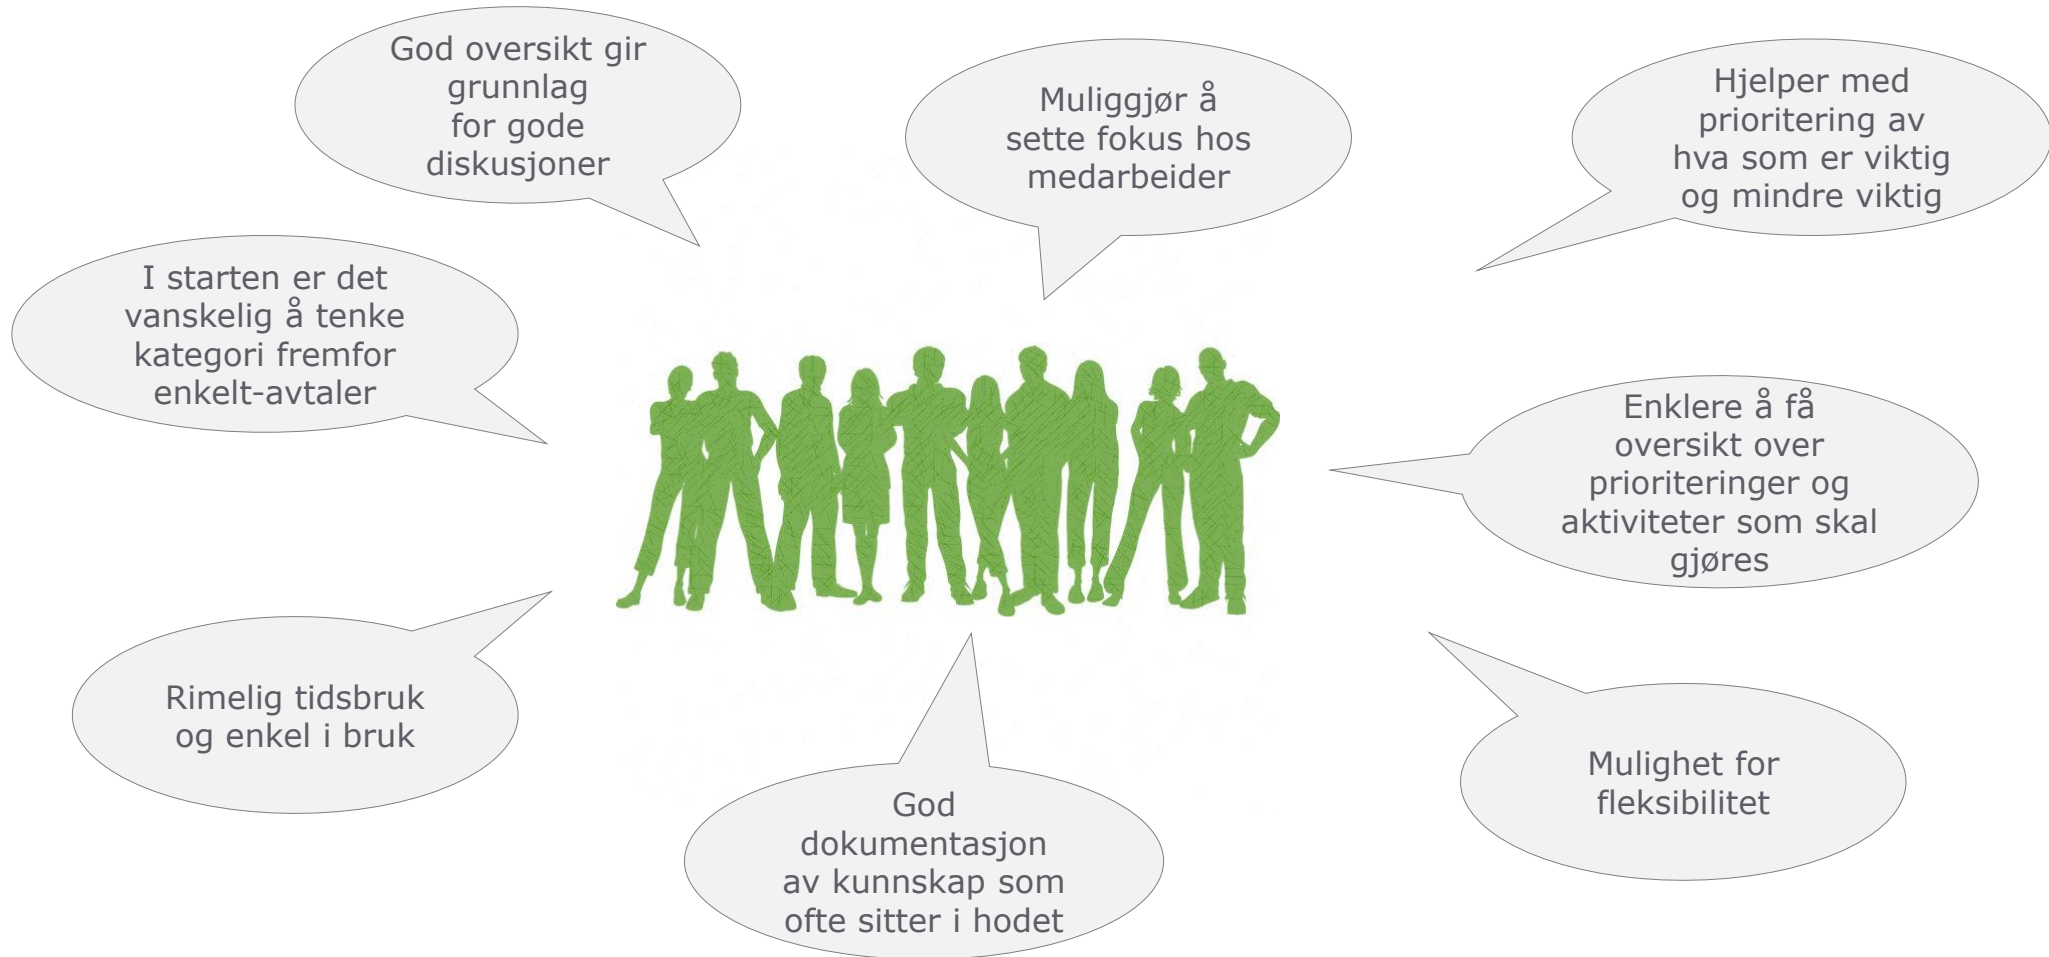 God oversikt gir
grunnlag
for gode
diskusjoner
Muliggjør å
sette fokus hos
medarbeider
Hjelper med
prioritering av
hva som er viktig
og mindre viktig
I starten er det
vanskelig å tenke
kategori fremfor
enkelt-avtaler
Enklere å få
oversikt over
prioriteringer og
aktiviteter som skal
gjøres
Rimelig tidsbruk
og enkel i bruk
God
dokumentasjon
av kunnskap som
ofte sitter i hodet
Mulighet for
fleksibilitet